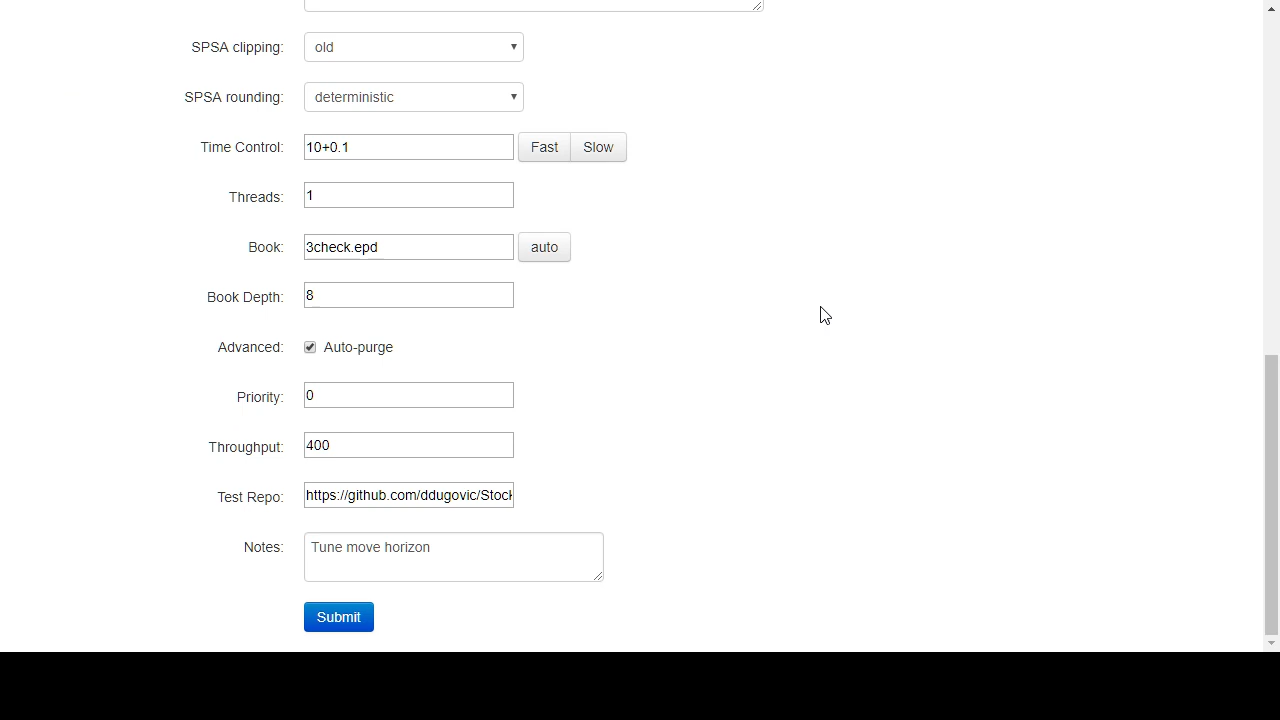 SPSA clipping: old
SPSA rounding: deterministic
Time Control: 10+0.1 Fast Slow
Threads: 1
Book: 3check.epd auto
Book Depth: 8
Advanced: Auto-purge
Priority: 0
Throughput: 400
Test Repo: https://github.com/ddugovic/Stock
Notes: Tune move horizon
Submit